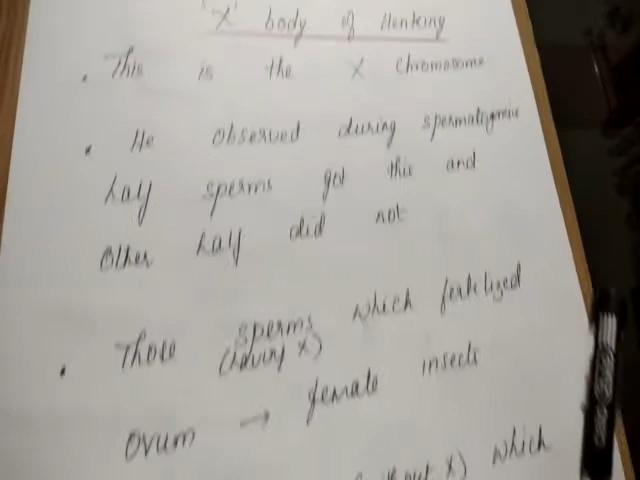 'X' body of Henking
• This is the X Chromosome
• He observed during spermatogenesis
half sperms got this and
other half did not
• Those sperms which fertilized
(having X)
ovum → female insects
out X) which